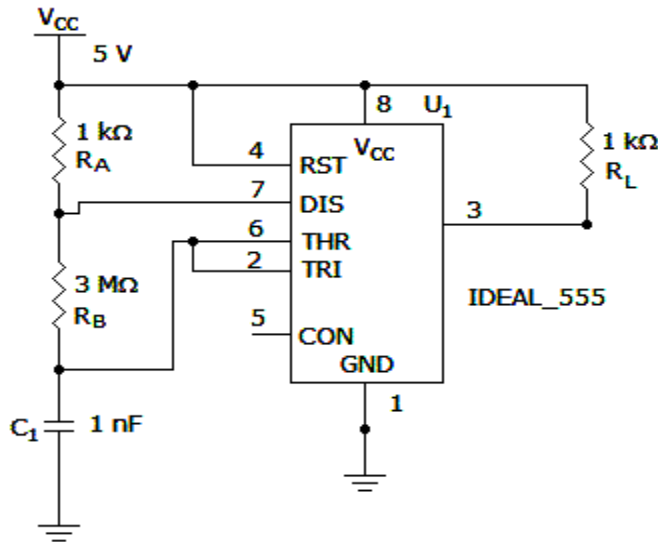 VCC
5 V
8 U1
1 kΩ
RA
4
RST
VCC
1 kΩ
RL
7
DIS
3
6
THR
2
TRI
3 MΩ
RB
IDEAL_555
5
CON
GND
1
C1 1 nF